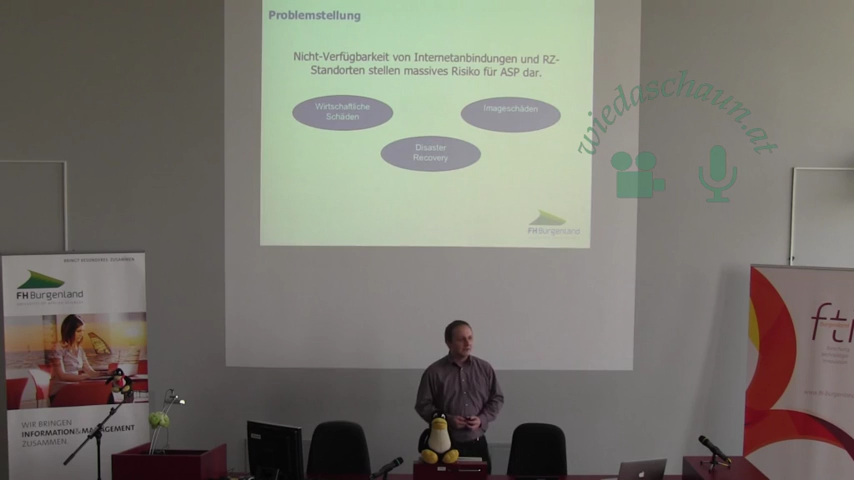 Problemstellung
Nicht-Verfügbarkeit von Internetanbindungen und RZ-
Standorten stellen massives Risiko für ASP dar.
Wirtschaftliche
Schäden
Imageschäden
Disaster
Recovery
FH Burgenland
wiedaschaun.at
FH Burgenland
WIR BRINGEN
INFORMATION & MANAGEMENT
ZUSAMMEN.